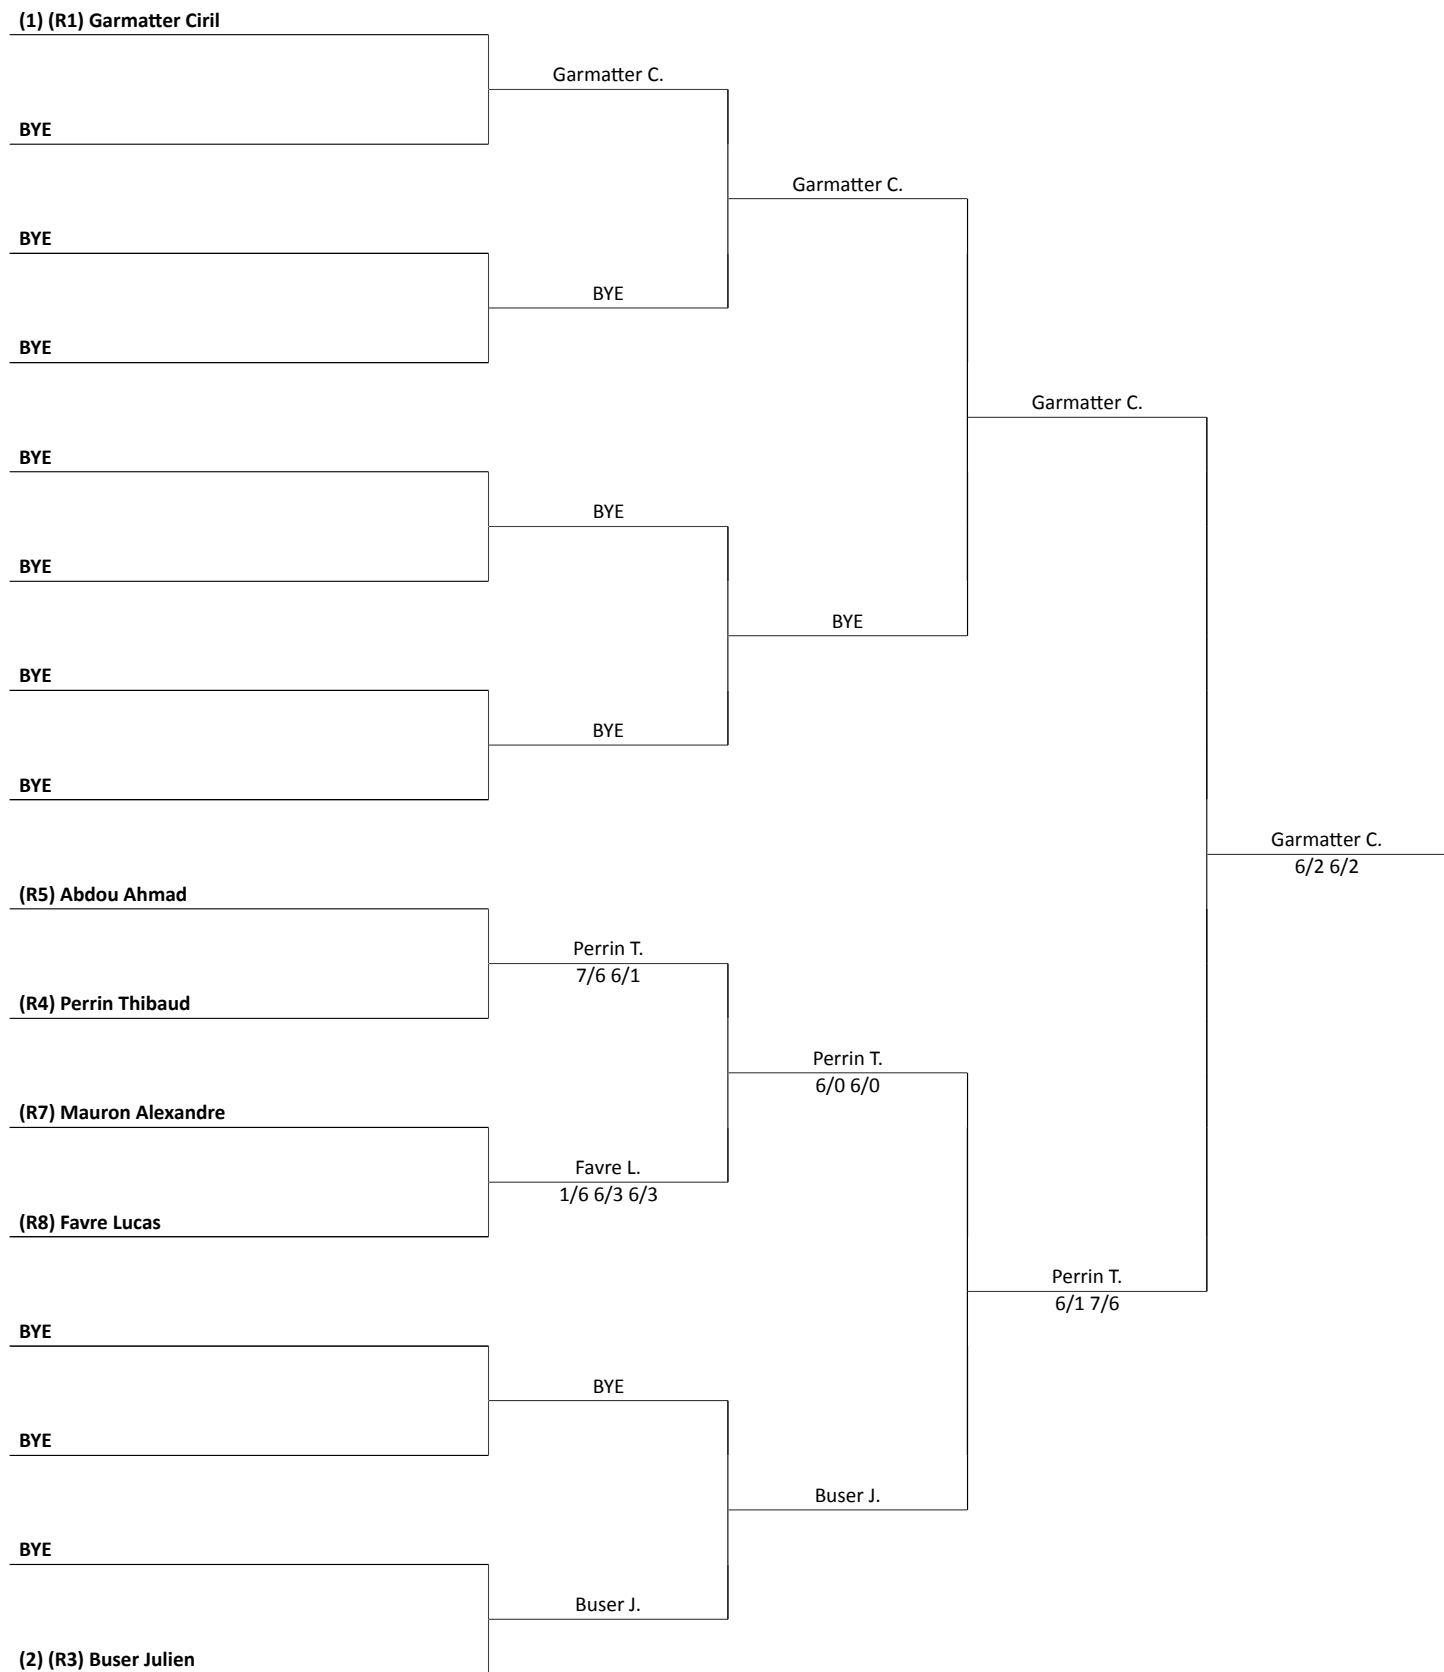 (1) (R1) Garmatter Ciril
Garmatter C.
BYE
Garmatter C.
BYE
BYE
BYE
Garmatter C.
BYE
BYE
BYE
BYE
BYE
BYE
BYE
Garmatter C.
6/2 6/2
(R5) Abdou Ahmad
Perrin T.
7/6 6/1
(R4) Perrin Thibaud
Perrin T.
6/0 6/0
(R7) Mauron Alexandre
Favre L.
1/6 6/3 6/3
(R8) Favre Lucas
Perrin T.
6/1 7/6
BYE
BYE
BYE
Buser J.
BYE
Buser J.
(2) (R3) Buser Julien